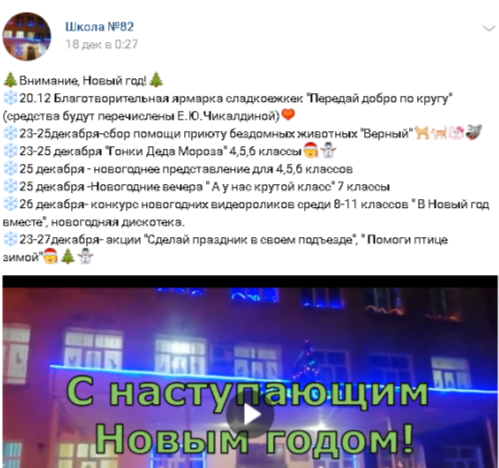 Школа №82
18 дек в 0:27
🎄Внимание, Новый год!🎄
❄20.12 Благотворительная ярмарка сладкоежкек "Передай добро по кругу"
(средства будут перечислены Е.Ю.Чикалдиной)❤
❄23-25декабря-сбор помощи приюту бездомных животных "Верный"
❄23-25 декабря "Гонки Деда Мороза" 4,5,6 классы🎅⛄
❄25 декабря - новогоднее представление для 4,5,6 классов
❄25 декабря -Новогодние вечера " А у нас крутой класс" 7 классы
❄26 декабря- конкурс новогодних видеороликов среди 8-11 классов " В Новый год
вместе", новогодняя дискотека.
❄23-27декабря- акции "Сделай праздник в своем подъезде", " Помоги птице
зимой"🎅🎄⛄
С наступающим
Новым годом!